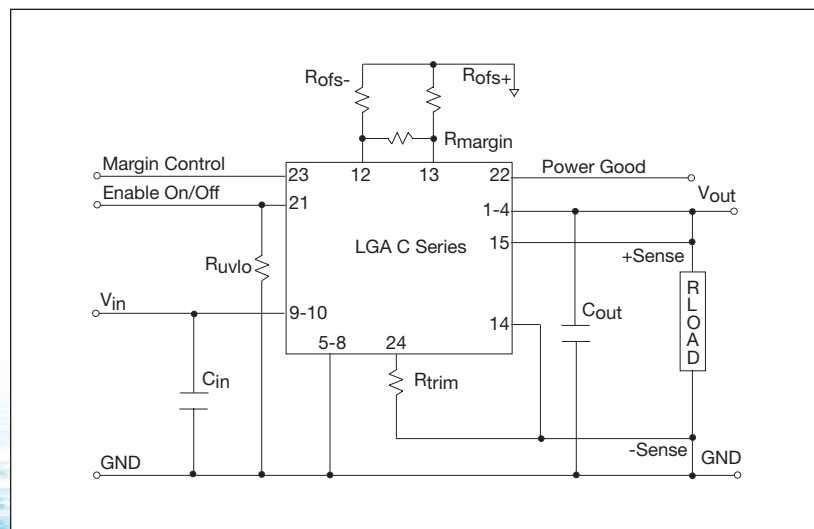 Rofs-
Rofs+
Rmargin
Margin Control
23
12
13
22
Power Good
Enable On/Off
21
1-4
Vout
LGA C Series
15
+Sense
Ruvlo
Vin
9-10
14
Cout
RLOAD
5-8
24
Cin
Rtrim
-Sense
GND
GND